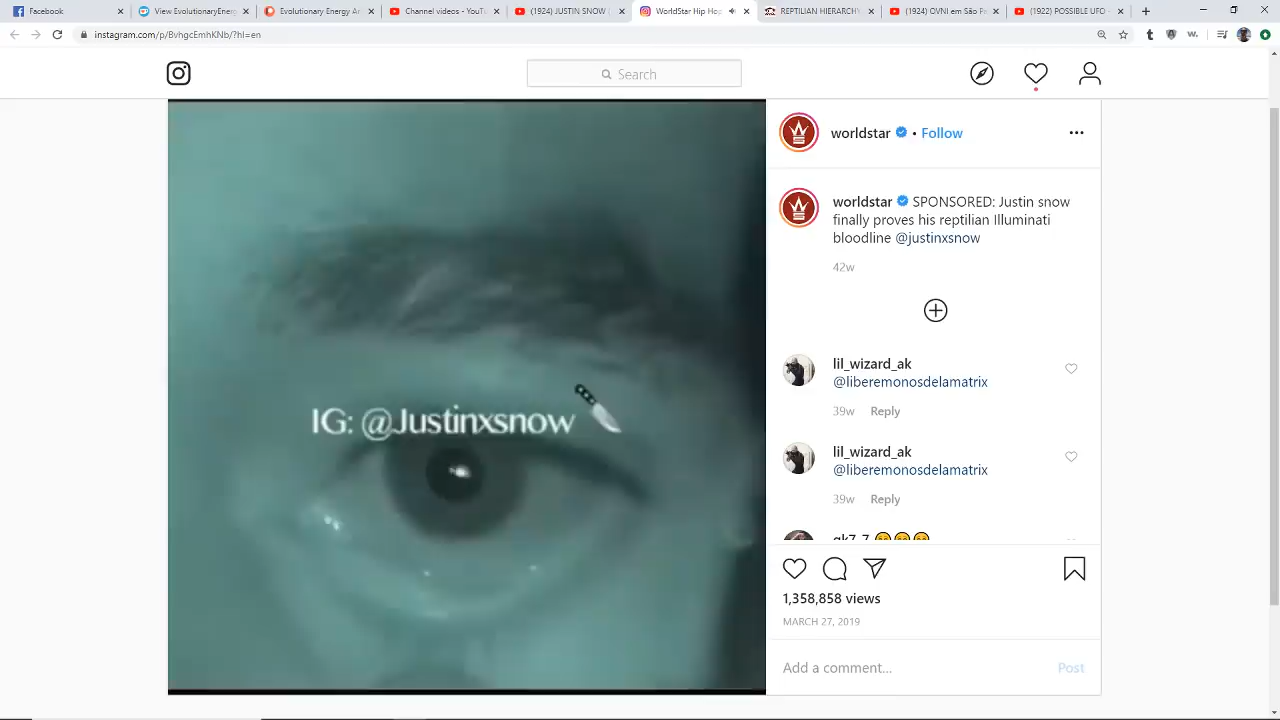 Facebook
View EvolutionaryEnerg
Evolutionary Energy Ar
Channel videos - YouTu
(1924) JUSTIN SNOW
WorldStar Hip Hop
REPTILIAN HIERARCHY
(1924) OVNI em São P
(1922) POSSIBLE UFO -
instagram.com/p/BvhgcEmhKNb/?hl=en
Search
worldstar • Follow
worldstar SPONSORED: Justin snow
finally proves his reptilian Illuminati
bloodline @justinxsnow
42w
lil_wizard_ak
@liberemonosdelamatrix
39w Reply
lil_wizard_ak
@liberemonosdelamatrix
39w Reply
1,358,858 views
MARCH 27, 2019
Add a comment... Post
IG: @Justinxsnow